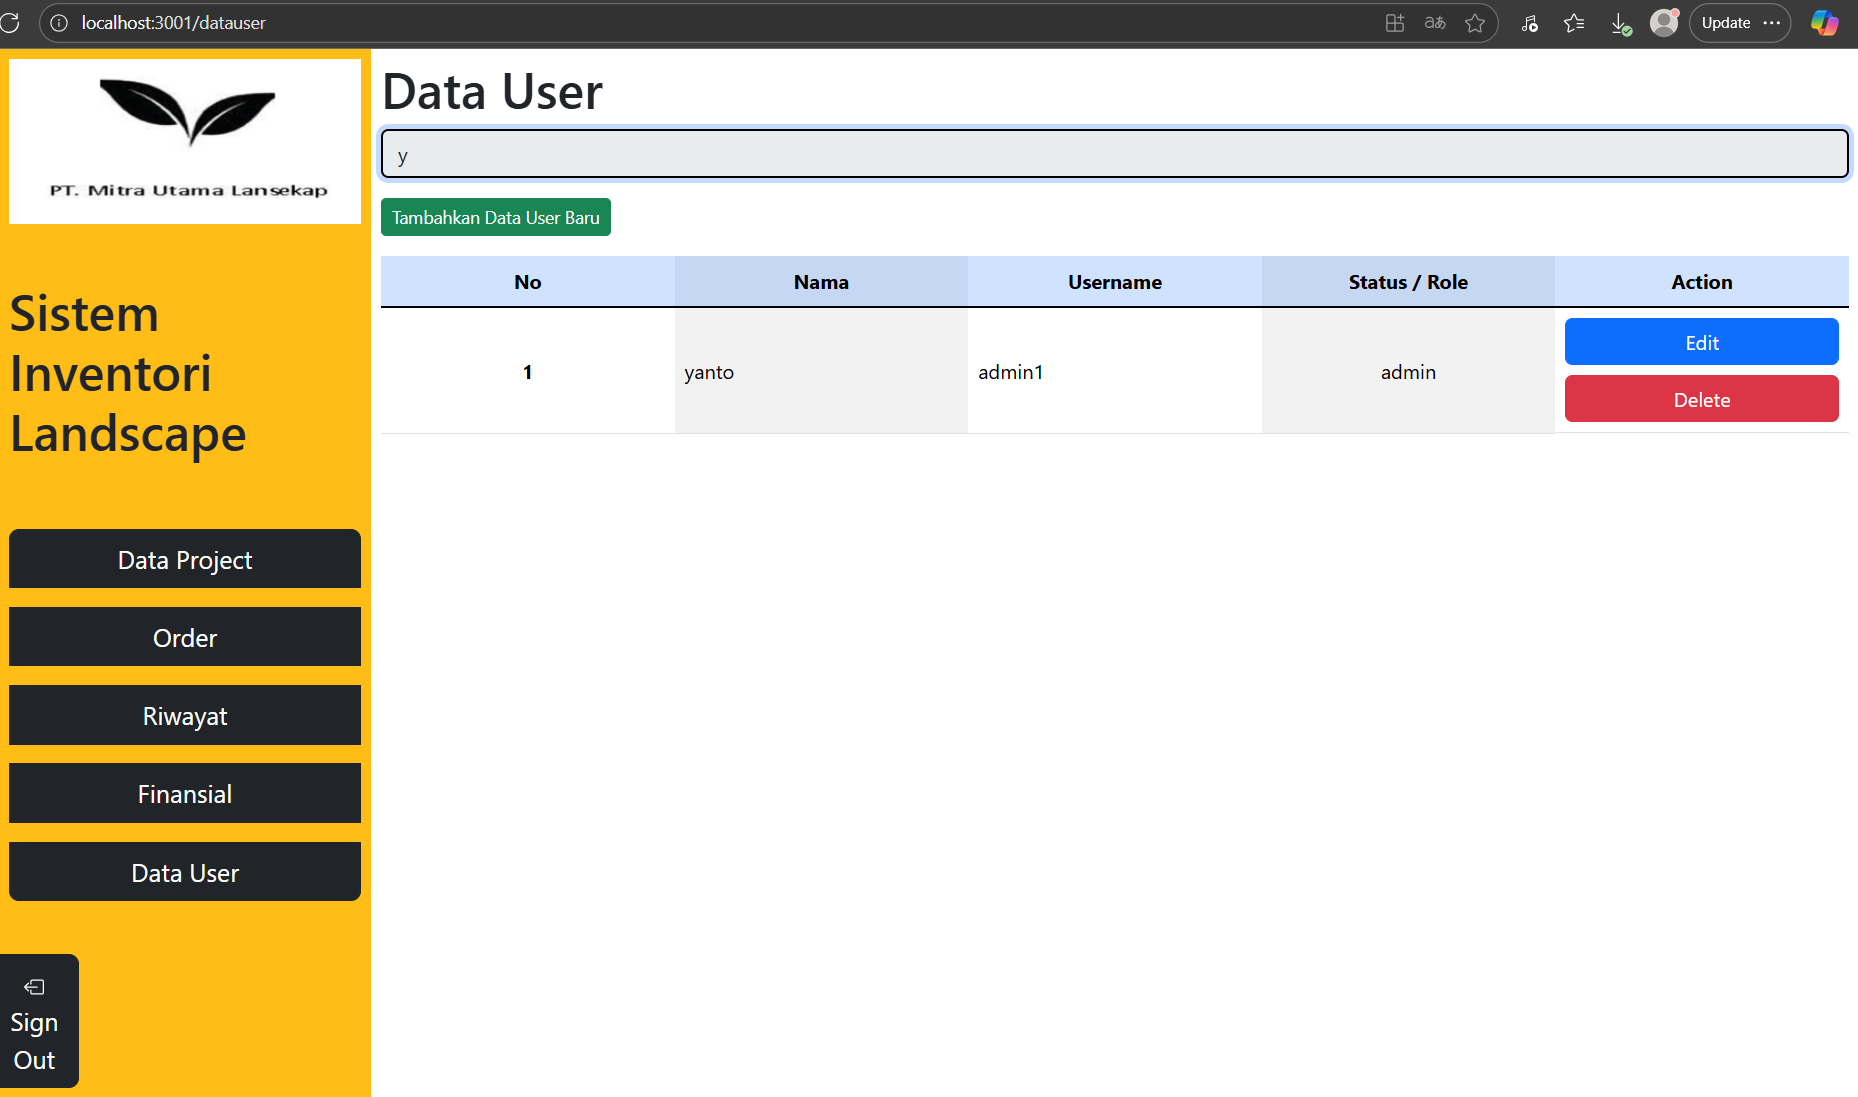 localhost:3001/datauser
Update
PT. Mitra Utama Lansekap
Sistem
Inventori
Landscape
Data Project
Order
Riwayat
Finansial
Data User
Sign
Out
Data User
y
Tambahkan Data User Baru
No Nama Username Status / Role Action
1 yanto admin1 admin Edit
Delete